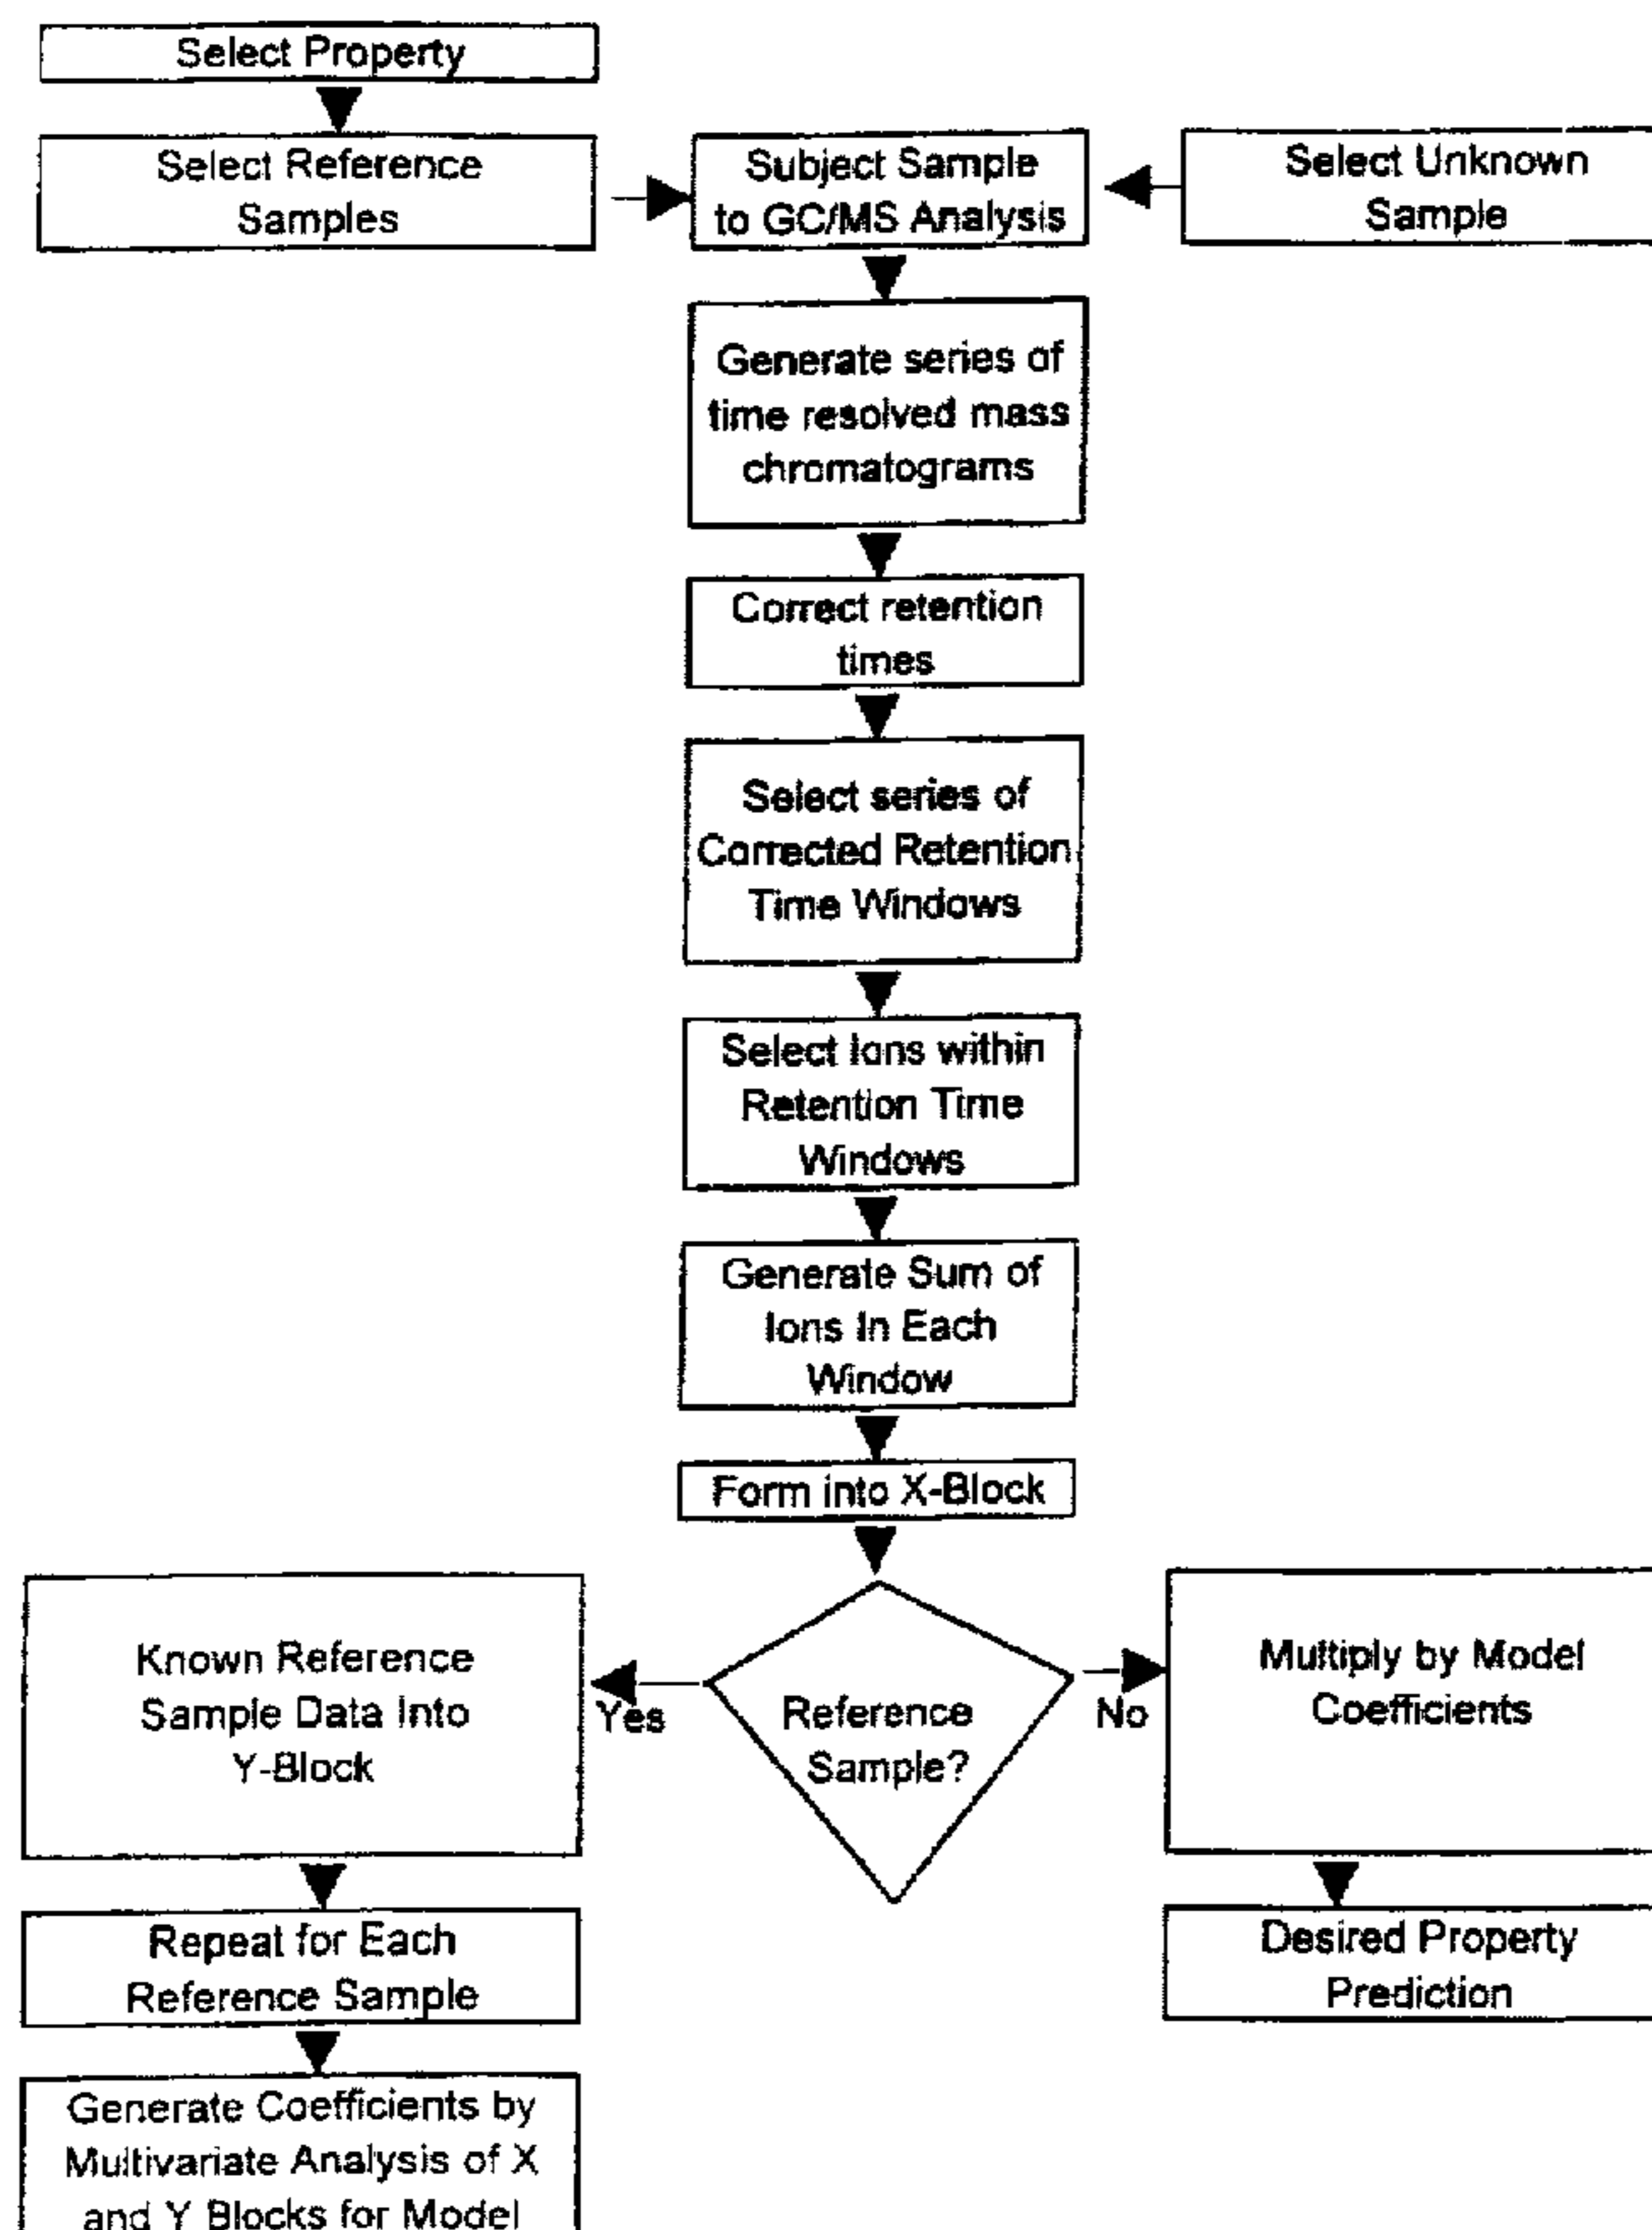 Select Property
Select Reference
Samples
Subject Sample
to GC/MS Analysis
Select Unknown
Sample
Generate series of
time resolved mass
chromatograms
Correct retention
times
Select series of
Corrected Retention
Time Windows
Select Ions within
Retention Time
Windows
Generate Sum of
Ions In Each
Window
Form into X-Block
Known Reference
Sample Data Into
Y-Block
Yes
Reference
Sample?
No
Multiply by Model
Coefficients
Repeat for Each
Reference Sample
Desired Property
Prediction
Generate Coefficients by
Multivariate Analysis of X
and Y Blocks for Model